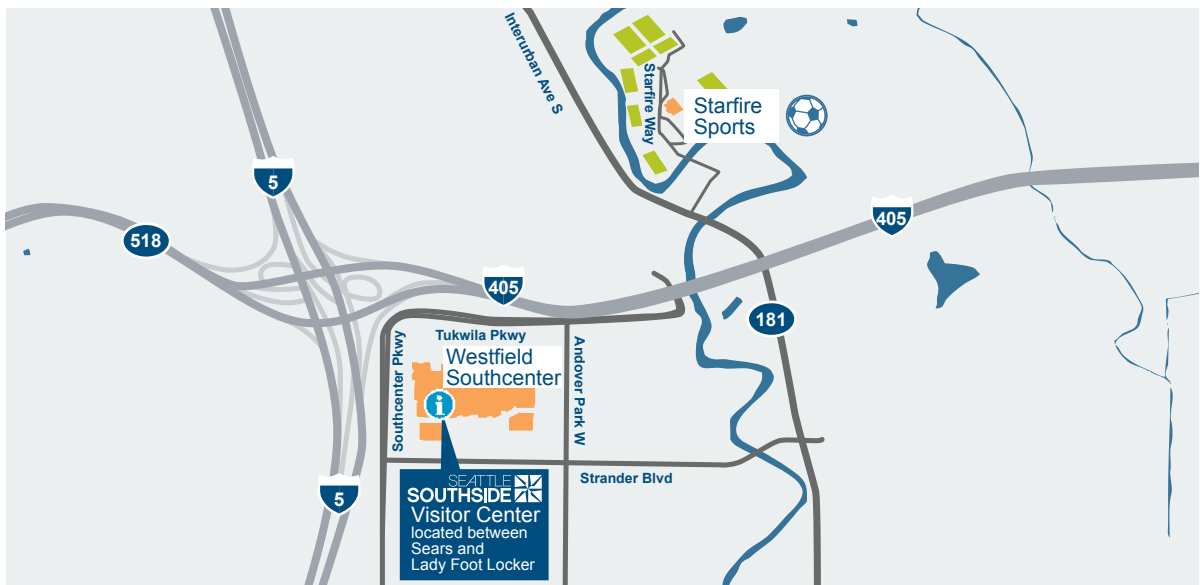 Interurban Ave S
Starfire Way
Starfire
Sports
5
518
405
405
181
Tukwila Pkwy
Southcenter Pkwy
Westfield
Southcenter
Andover Park W
i
Strander Blvd
5
SEATTLE
SOUTHSIDE
Visitor Center
located between
Sears and
Lady Foot Locker